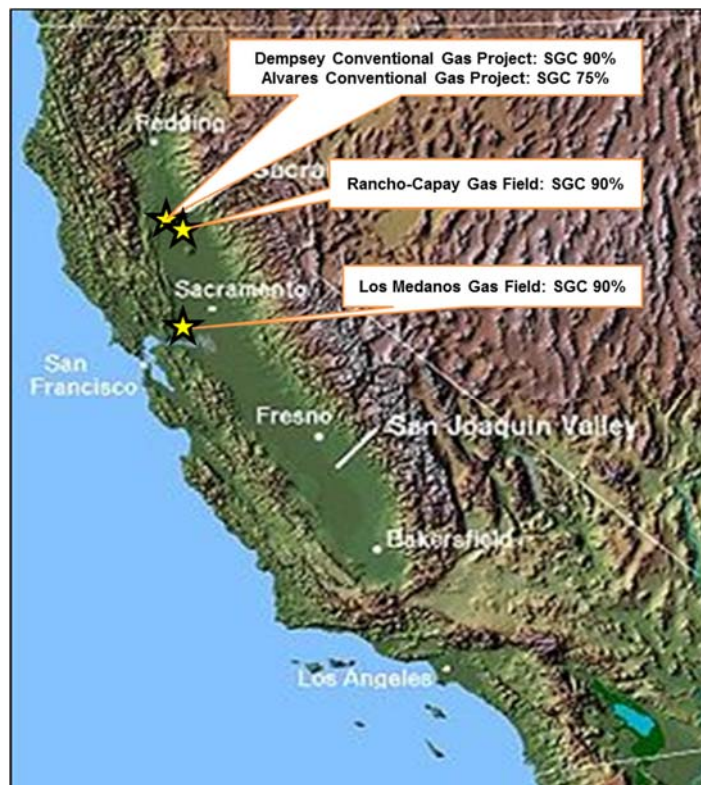 Dempsey Conventional Gas Project: SGC 90%
Alvares Conventional Gas Project: SGC 75%
Redding
Rancho-Capay Gas Field: SGC 90%
Sacramento
Los Medanos Gas Field: SGC 90%
San
Francisco
Fresno
San Joaquin Valley
Bakersfield
Los Angeles